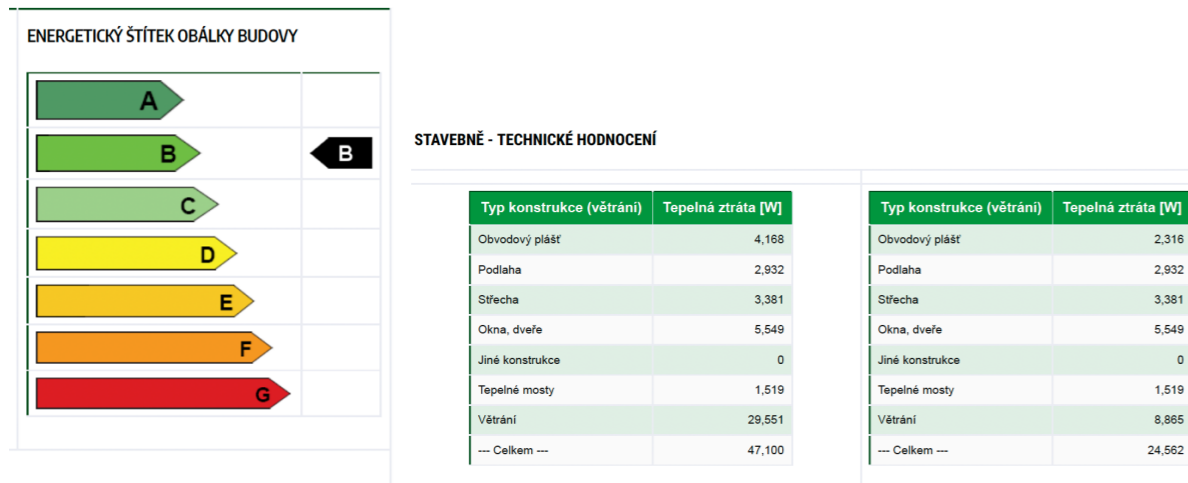 ENERGETICKÝ ŠTÍTEK OBÁLKY BUDOVY
A
B
B
C
D
E
F
G
STAVEBNĚ - TECHNICKÉ HODNOCENÍ
Typ konstrukce (větrání) Tepelná ztráta [W]
Obvodový plášť 4,168
Podlaha 2,932
Střecha 3,381
Okna, dveře 5,549
Jiné konstrukce 0
Tepelné mosty 1,519
Větrání 29,551
--- Celkem --- 47,100
Typ konstrukce (větrání) Tepelná ztráta [W]
Obvodový plášť 2,316
Podlaha 2,932
Střecha 3,381
Okna, dveře 5,549
Jiné konstrukce 0
Tepelné mosty 1,519
Větrání 8,865
--- Celkem --- 24,562